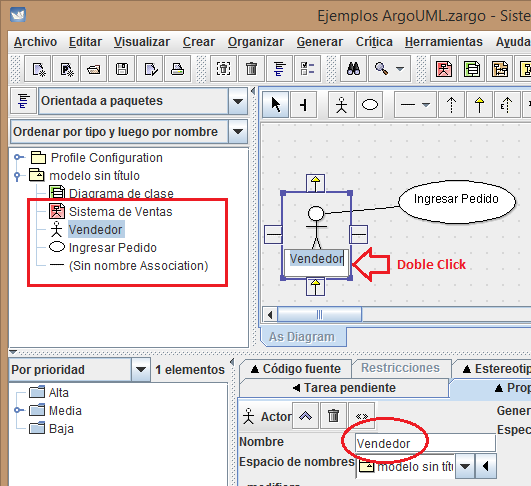 Ejemplos ArgoUML.zargo - Siste
Archivo Editar Visualizar Crear Organizar Generar Crítica Herramientas Ayuda
Orientada a paquetes
Ordenar por tipo y luego por nombre
Profile Configuration
modelo sin título
Diagrama de clase
Sistema de Ventas
Vendedor
Ingresar Pedido
(Sin nombre Association)
Ingresar Pedido
Vendedor
Doble Click
As Diagram
Por prioridad 1 elementos
Alta
Media
Baja
Código fuente Restricciones Estereotip
Tarea pendiente Prop
Actor Gener
Nombre Vendedor Espec
Espacio de nombres modelo sin títu